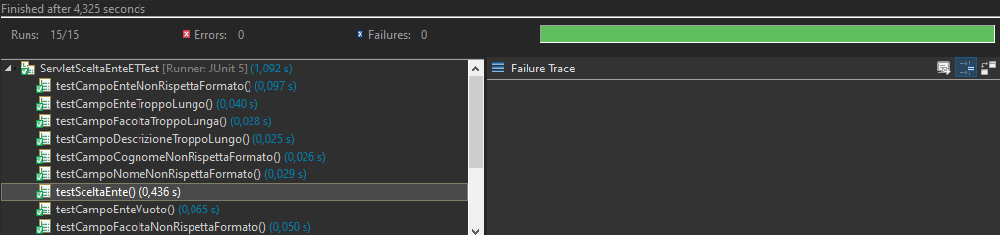 Finished after 4,325 seconds
Runs: 15/15 Errors: 0 Failures: 0
ServletSceltaEnteETTest [Runner: JUnit 5] (1,092 s)
Failure Trace
testCampoEnteNonRispettaFormato() (0,097 s)
testCampoEnteTroppoLungo() (0,040 s)
testCampoFacoltaTroppoLunga() (0,028 s)
testCampoDescrizioneTroppoLungo() (0,025 s)
testCampoCognomeNonRispettaFormato() (0,026 s)
testCampoNomeNonRispettaFormato() (0,029 s)
testSceltaEnte() (0,436 s)
testCampoEnteVuoto() (0,065 s)
testCampoFacoltaNonRispettaFormato() (0,050 s)